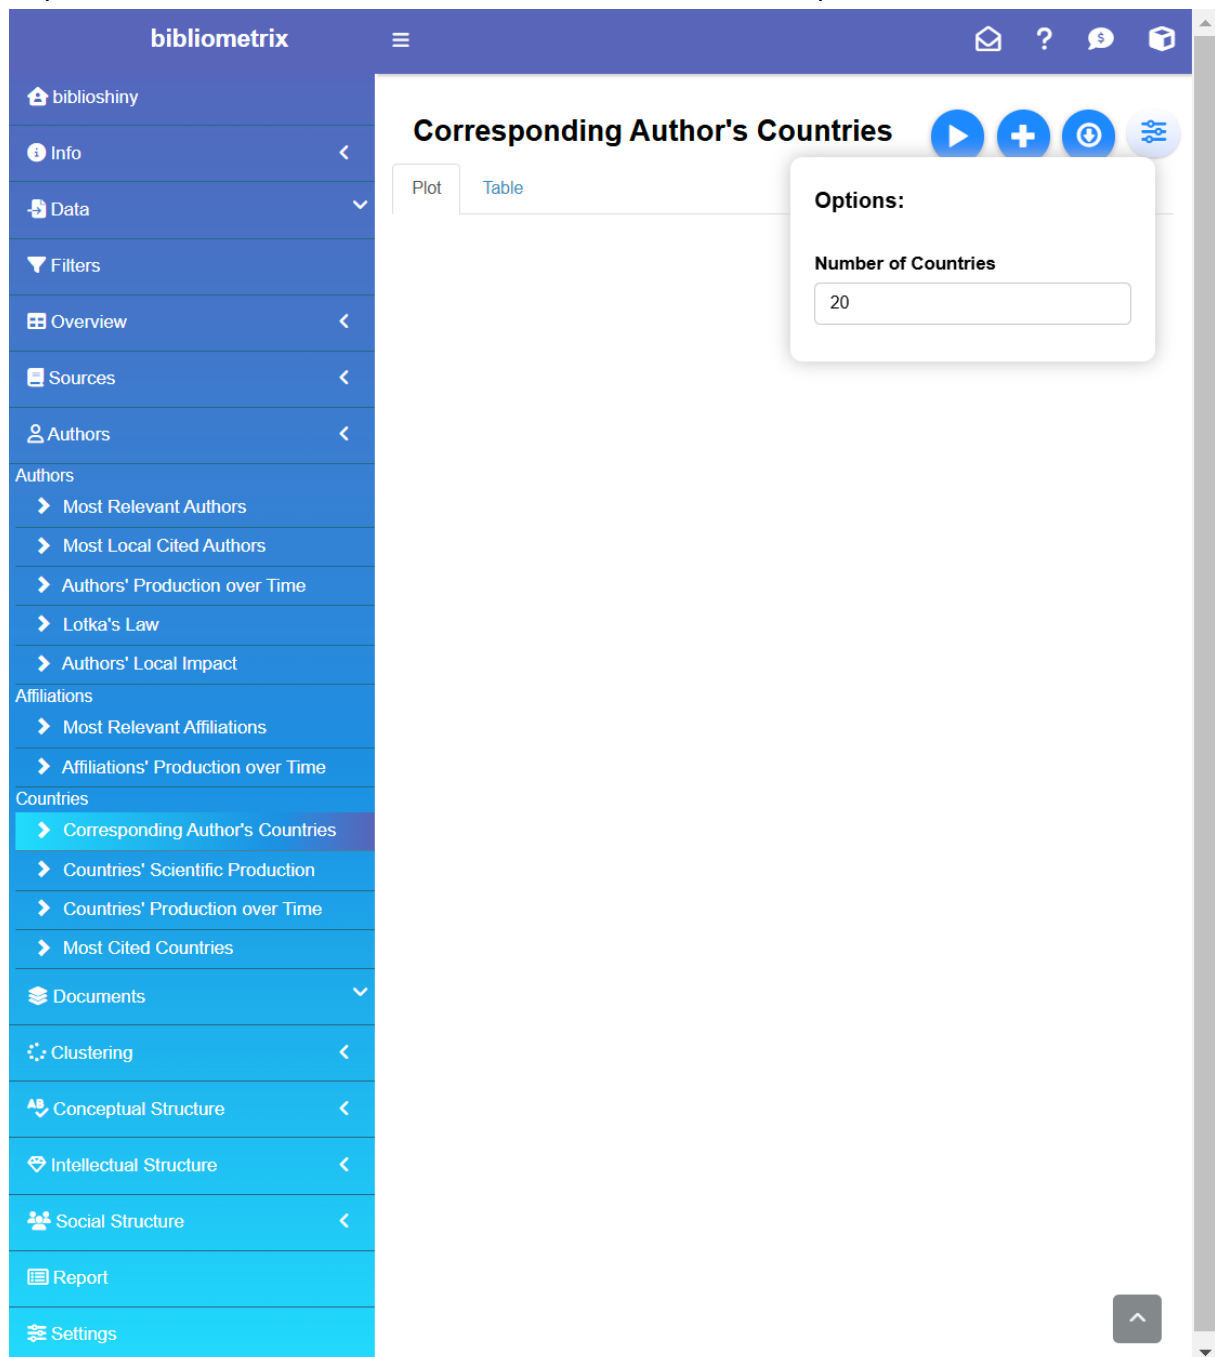 bibliometrix
biblioshiny
Info
Data
Filters
Overview
Sources
Authors
Authors
Most Relevant Authors
Most Local Cited Authors
Authors' Production over Time
Lotka's Law
Authors' Local Impact
Affiliations
Most Relevant Affiliations
Affiliations' Production over Time
Countries
Corresponding Author's Countries
Countries' Scientific Production
Countries' Production over Time
Most Cited Countries
Documents
Clustering
Conceptual Structure
Intellectual Structure
Social Structure
Report
Settings
Corresponding Author's Countries
Plot Table
Options:
Number of Countries
20